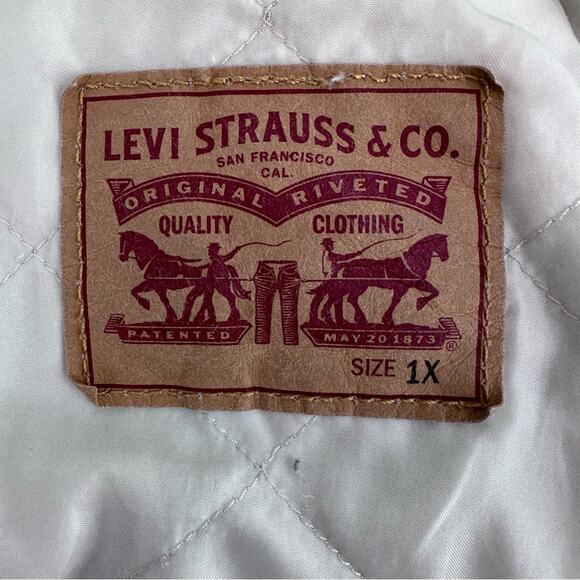 LEVI STRAUSS & CO.
SAN FRANCISCO
CAL.
ORIGINAL RIVETED
QUALITY CLOTHING
PATENTED MAY 20 1873 ®
SIZE 1X